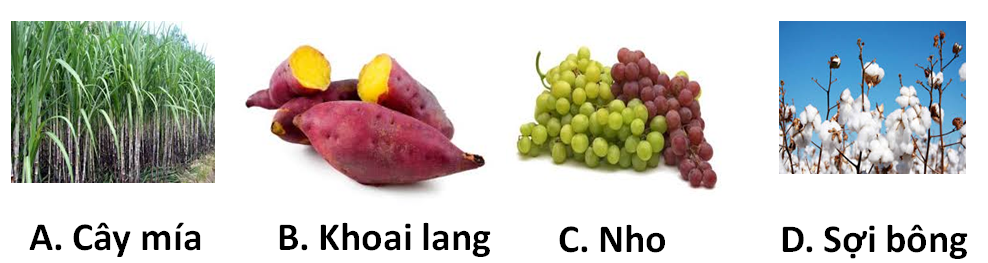 A. Cây mía B. Khoai lang C. Nho D. Sợi bông